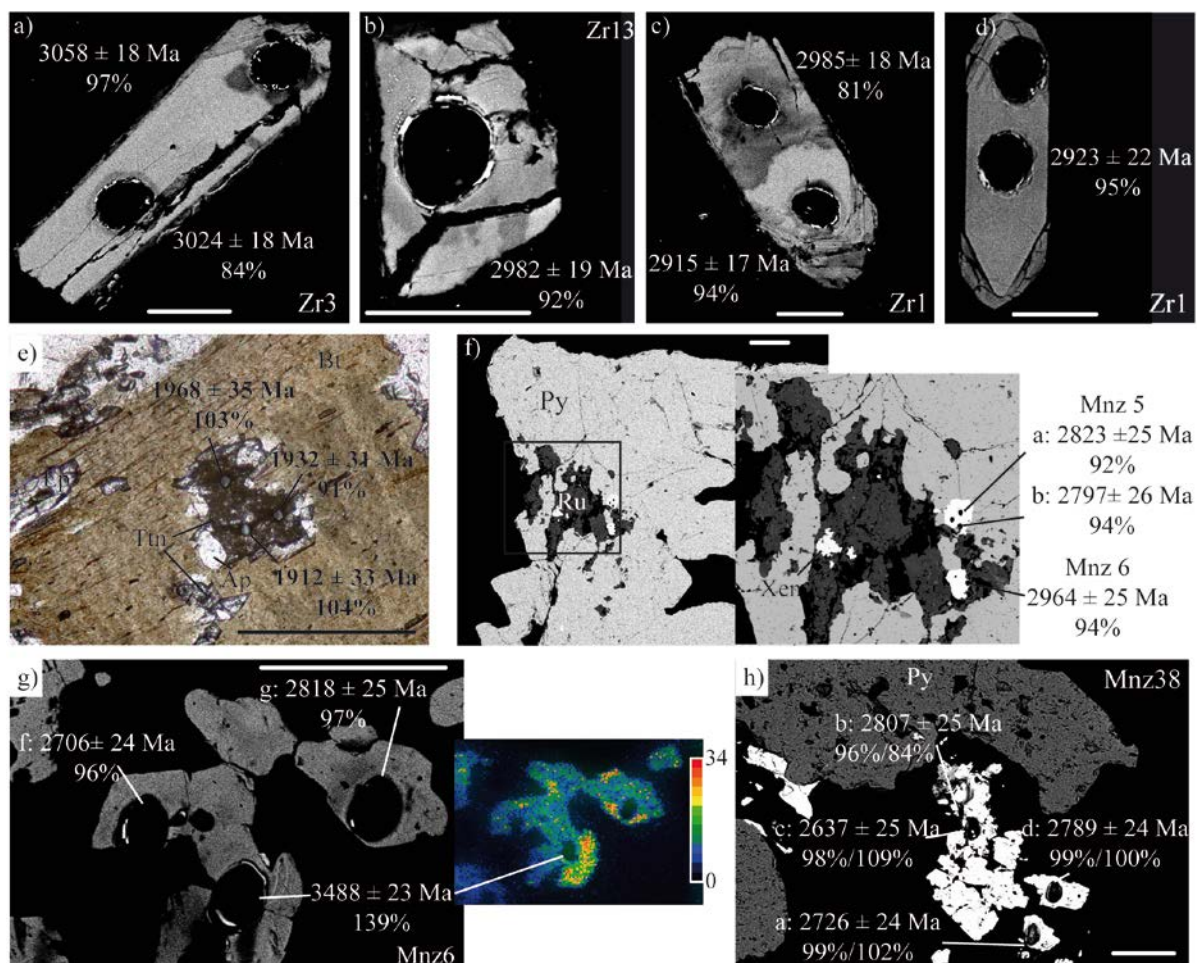 a)
3058 ± 18 Ma
97%
3024 ± 18 Ma
84%
Zr3
b)
Zr13
2982 ± 19 Ma
92%
c)
2985± 18 Ma
81%
2915 ± 17 Ma
94%
Zr1
d)
2923 ± 22 Ma
95%
Zr1
e)
Bt
1968 ± 35 Ma
103%
1932 ± 31 Ma
91%
Ep
Ttn
Ap
1912 ± 33 Ma
104%
f)
Py
Ru
Xen
Mnz 5
a: 2823 ±25 Ma
92%
b: 2797 ± 26 Ma
94%
Mnz 6
2964 ± 25 Ma
94%
g)
g: 2818 ± 25 Ma
97%
f: 2706± 24 Ma
96%
3488 ± 23 Ma
139%
Mnz6
34
0
h)
Py
Mnz38
b: 2807 ± 25 Ma
96%/84%
c: 2637 ± 25 Ma
98%/109%
d: 2789 ± 24 Ma
99%/100%
a: 2726 ± 24 Ma
99%/102%